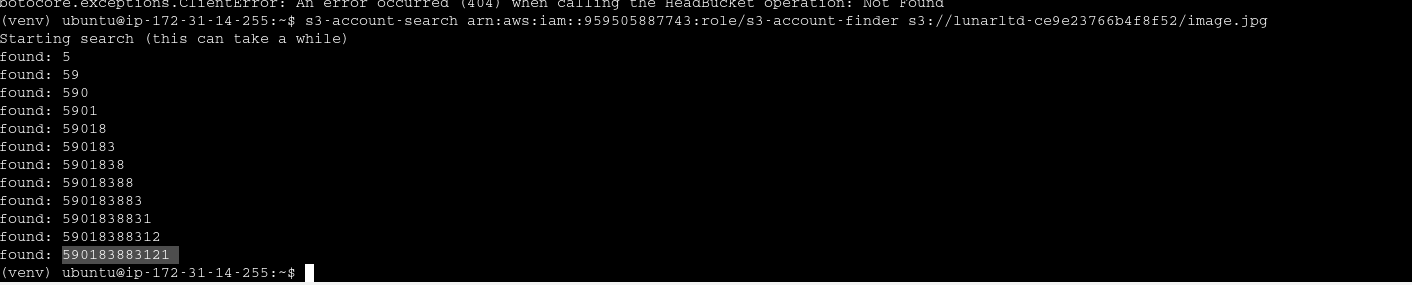 botocore.exceptions.ClientError: An error occurred (404) when calling the HeadBucket operation: Not Found
(venv) ubuntu@ip-172-31-14-255:~$ s3-account-search arn:aws:iam::959505887743:role/s3-account-finder s3://lunarltd-ce9e23766b4f8f52/image.jpg
Starting search (this can take a while)
found: 5
found: 59
found: 590
found: 5901
found: 59018
found: 590183
found: 5901838
found: 59018388
found: 590183883
found: 5901838831
found: 59018388312
found: 590183883121
(venv) ubuntu@ip-172-31-14-255:~$